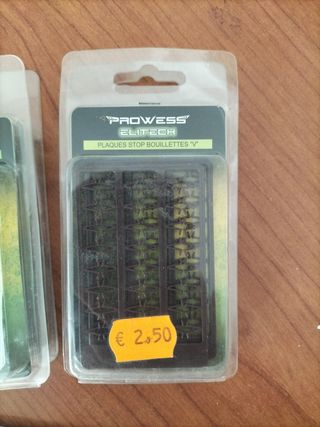 PROWESS
ELITECH
PLAQUES STOP BOUILLETTES "V"
€ 2.50